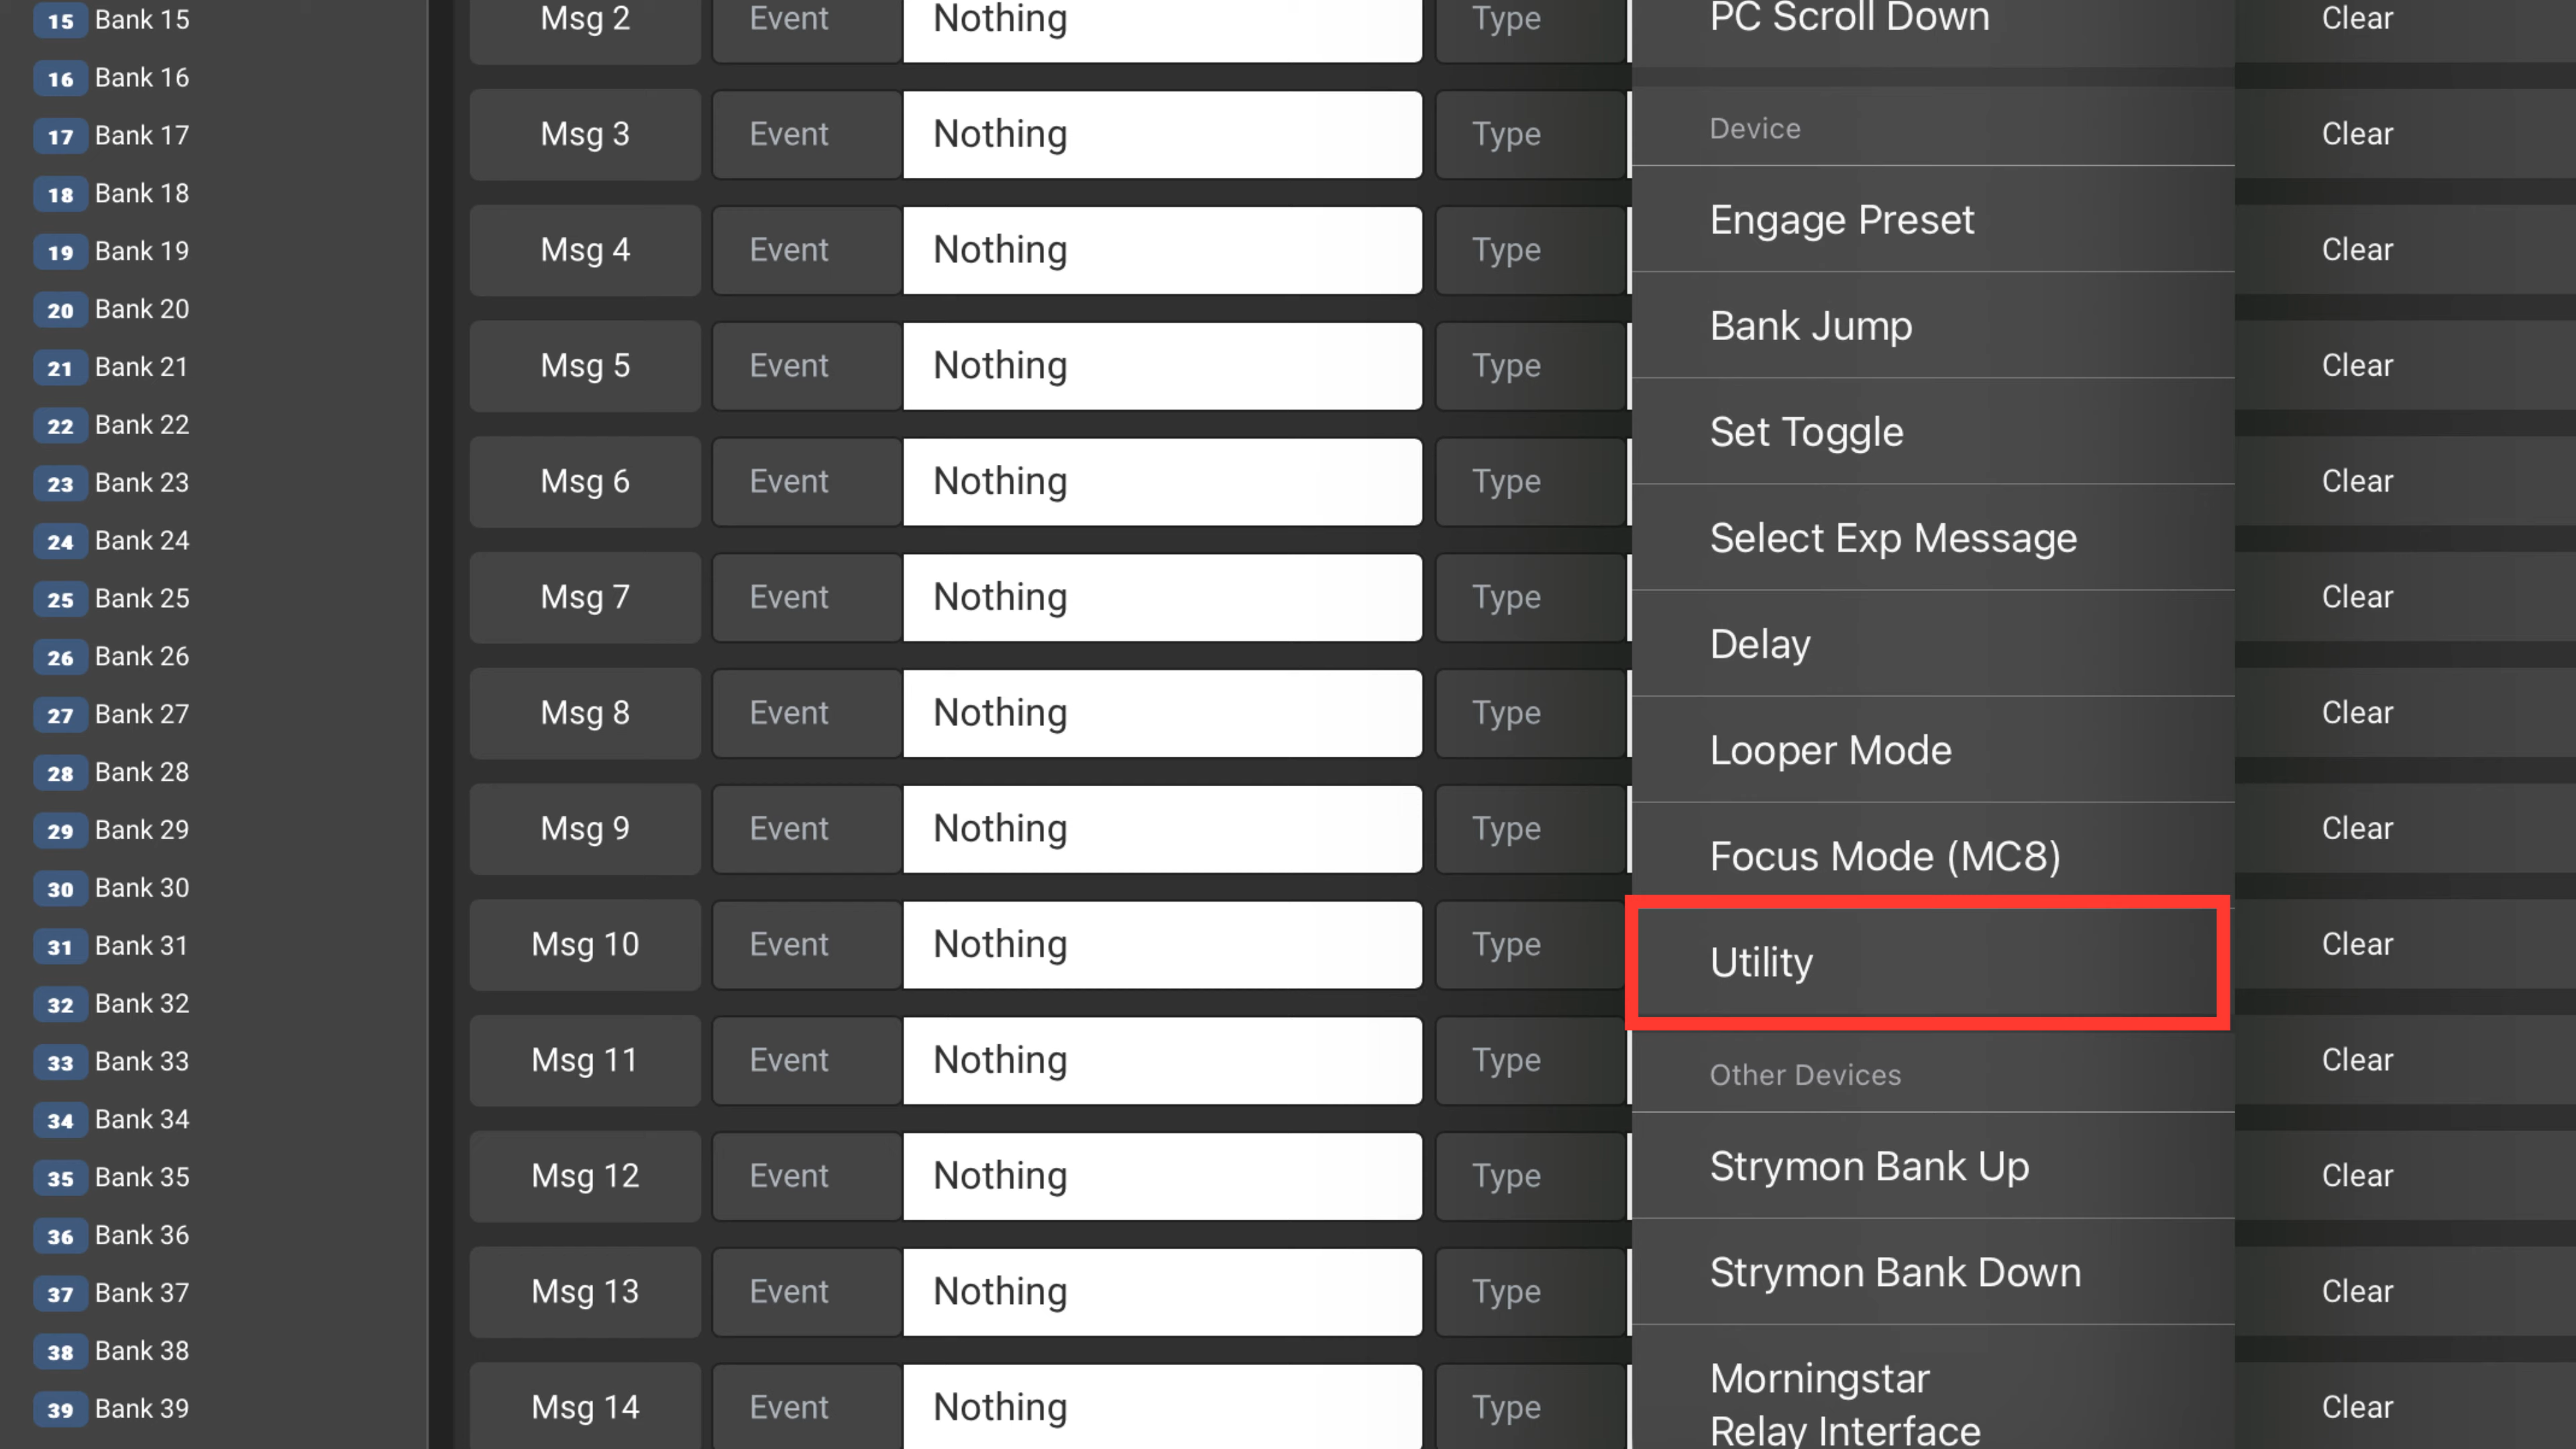 15 Bank 15
16 Bank 16
17 Bank 17
18 Bank 18
19 Bank 19
20 Bank 20
21 Bank 21
22 Bank 22
23 Bank 23
24 Bank 24
25 Bank 25
26 Bank 26
27 Bank 27
28 Bank 28
29 Bank 29
30 Bank 30
31 Bank 31
32 Bank 32
33 Bank 33
34 Bank 34
35 Bank 35
36 Bank 36
37 Bank 37
38 Bank 38
39 Bank 39
Msg 2 Event Nothing Type Clear
Msg 3 Event Nothing Type Clear
Msg 4 Event Nothing Type Clear
Msg 5 Event Nothing Type Clear
Msg 6 Event Nothing Type Clear
Msg 7 Event Nothing Type Clear
Msg 8 Event Nothing Type Clear
Msg 9 Event Nothing Type Clear
Msg 10 Event Nothing Type Clear
Msg 11 Event Nothing Type Clear
Msg 12 Event Nothing Type Clear
Msg 13 Event Nothing Type Clear
Msg 14 Event Nothing Type Clear
PC Scroll Down
Device
Engage Preset
Bank Jump
Set Toggle
Select Exp Message
Delay
Looper Mode
Focus Mode (MC8)
Utility
Other Devices
Strymon Bank Up
Strymon Bank Down
Morningstar
Relay Interface